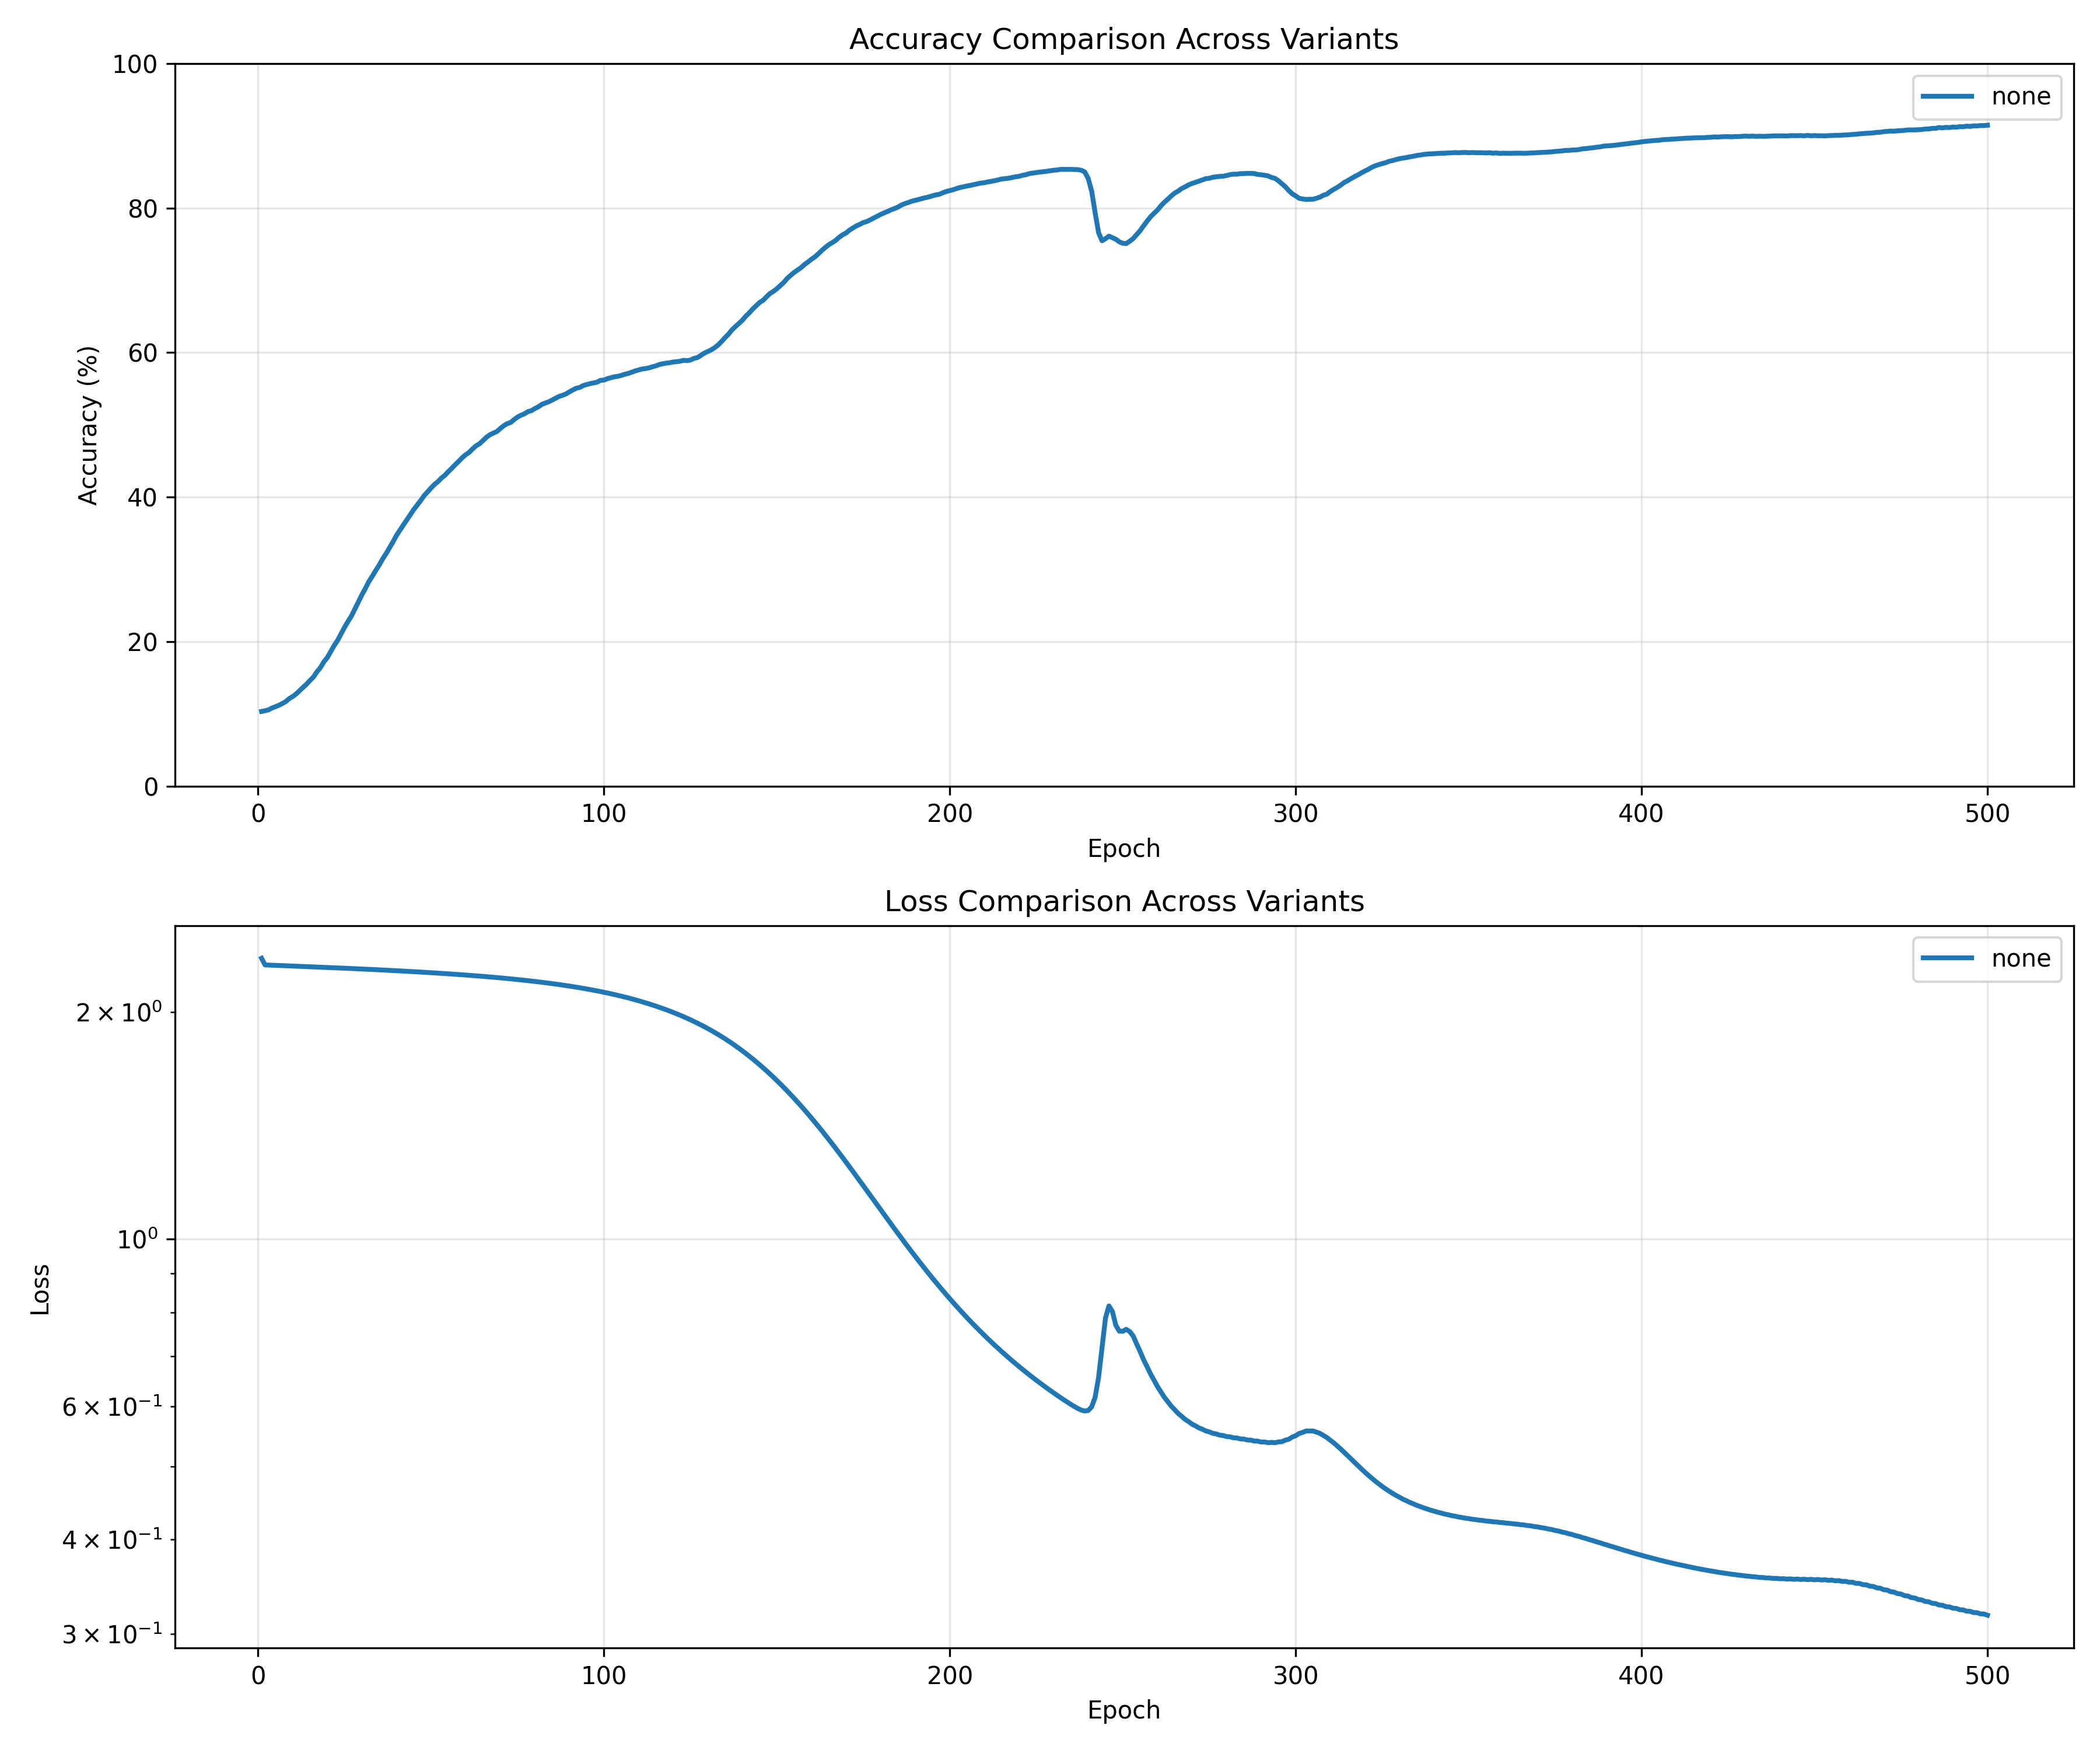 Accuracy Comparison Across Variants
100
80
60
40
20
0
Accuracy (%)
none
0 100 200 300 400 500
Epoch
Loss Comparison Across Variants
2 × 10⁰
10⁰
6 × 10⁻¹
4 × 10⁻¹
3 × 10⁻¹
Loss
none
0 100 200 300 400 500
Epoch